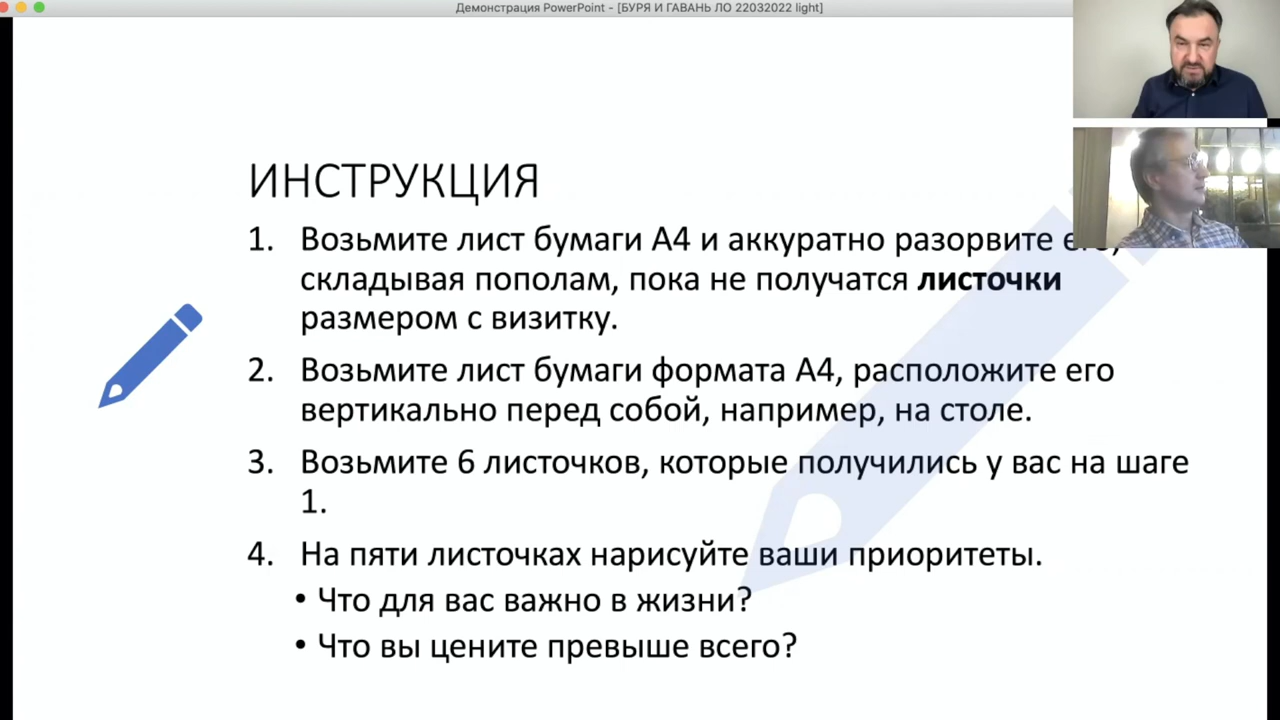 Демонстрация PowerPoint - [БУРЯ И ГАВАНЬ ЛО 22032022 light]
ИНСТРУКЦИЯ
1. Возьмите лист бумаги А4 и аккуратно разорвите
складывая пополам, пока не получатся листочки
размером с визитку.
2. Возьмите лист бумаги формата А4, расположите его
вертикально перед собой, например, на столе.
3. Возьмите 6 листочков, которые получились у вас на шаге
1.
4. На пяти листочках нарисуйте ваши приоритеты.
• Что для вас важно в жизни?
• Что вы цените превыше всего?